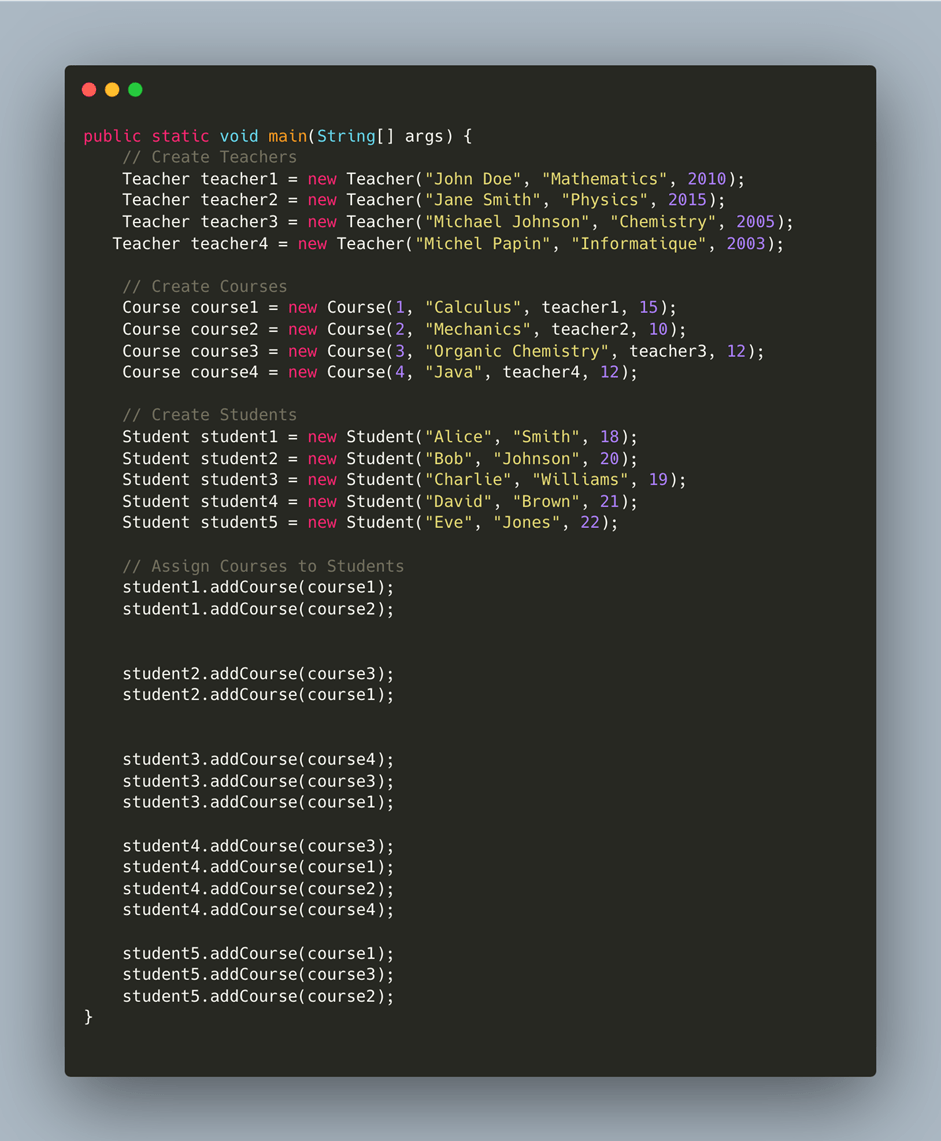 public static void main(String[] args) {
    // Create Teachers
    Teacher teacher1 = new Teacher("John Doe", "Mathematics", 2010);
    Teacher teacher2 = new Teacher("Jane Smith", "Physics", 2015);
    Teacher teacher3 = new Teacher("Michael Johnson", "Chemistry", 2005);
   Teacher teacher4 = new Teacher("Michel Papin", "Informatique", 2003);

    // Create Courses
    Course course1 = new Course(1, "Calculus", teacher1, 15);
    Course course2 = new Course(2, "Mechanics", teacher2, 10);
    Course course3 = new Course(3, "Organic Chemistry", teacher3, 12);
    Course course4 = new Course(4, "Java", teacher4, 12);

    // Create Students
    Student student1 = new Student("Alice", "Smith", 18);
    Student student2 = new Student("Bob", "Johnson", 20);
    Student student3 = new Student("Charlie", "Williams", 19);
    Student student4 = new Student("David", "Brown", 21);
    Student student5 = new Student("Eve", "Jones", 22);

    // Assign Courses to Students
    student1.addCourse(course1);
    student1.addCourse(course2);


    student2.addCourse(course3);
    student2.addCourse(course1);


    student3.addCourse(course4);
    student3.addCourse(course3);
    student3.addCourse(course1);

    student4.addCourse(course3);
    student4.addCourse(course1);
    student4.addCourse(course2);
    student4.addCourse(course4);

    student5.addCourse(course1);
    student5.addCourse(course3);
    student5.addCourse(course2);
}